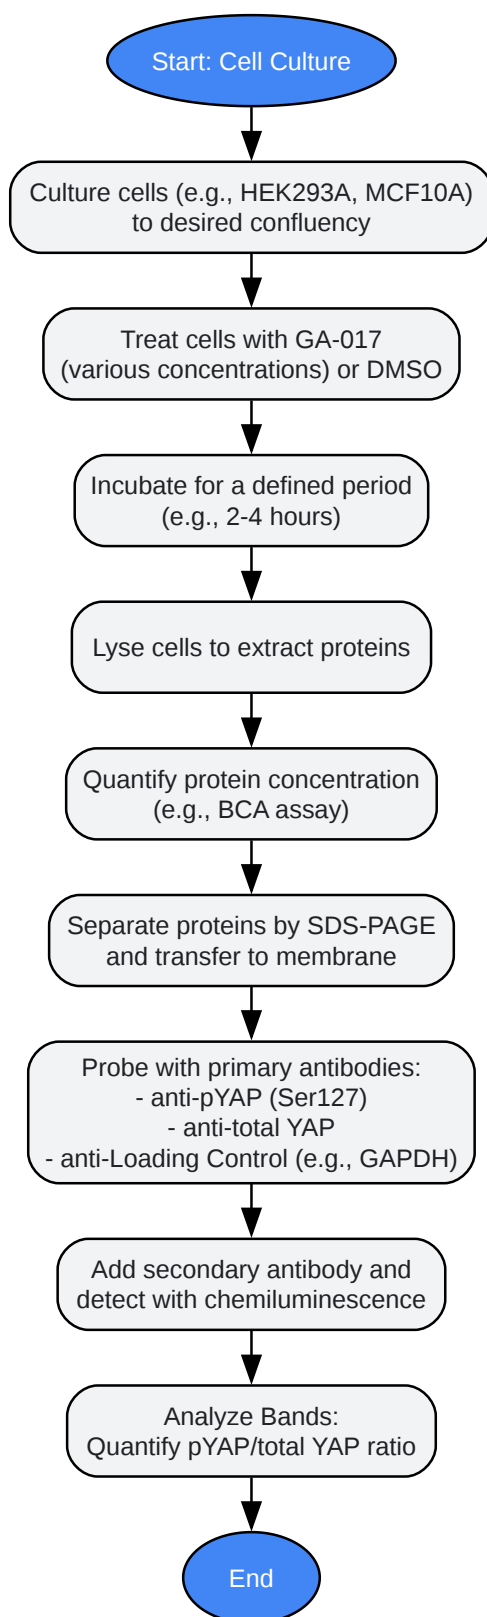 Start: Cell Culture
Culture cells (e.g., HEK293A, MCF10A)
to desired confluency
Treat cells with GA-017
(various concentrations) or DMSO
Incubate for a defined period
(e.g., 2-4 hours)
Lyse cells to extract proteins
Quantify protein concentration
(e.g., BCA assay)
Separate proteins by SDS-PAGE
and transfer to membrane
Probe with primary antibodies:
- anti-pYAP (Ser127)
- anti-total YAP
- anti-Loading Control (e.g., GAPDH)
Add secondary antibody and
detect with chemiluminescence
Analyze Bands:
Quantify pYAP/total YAP ratio
End